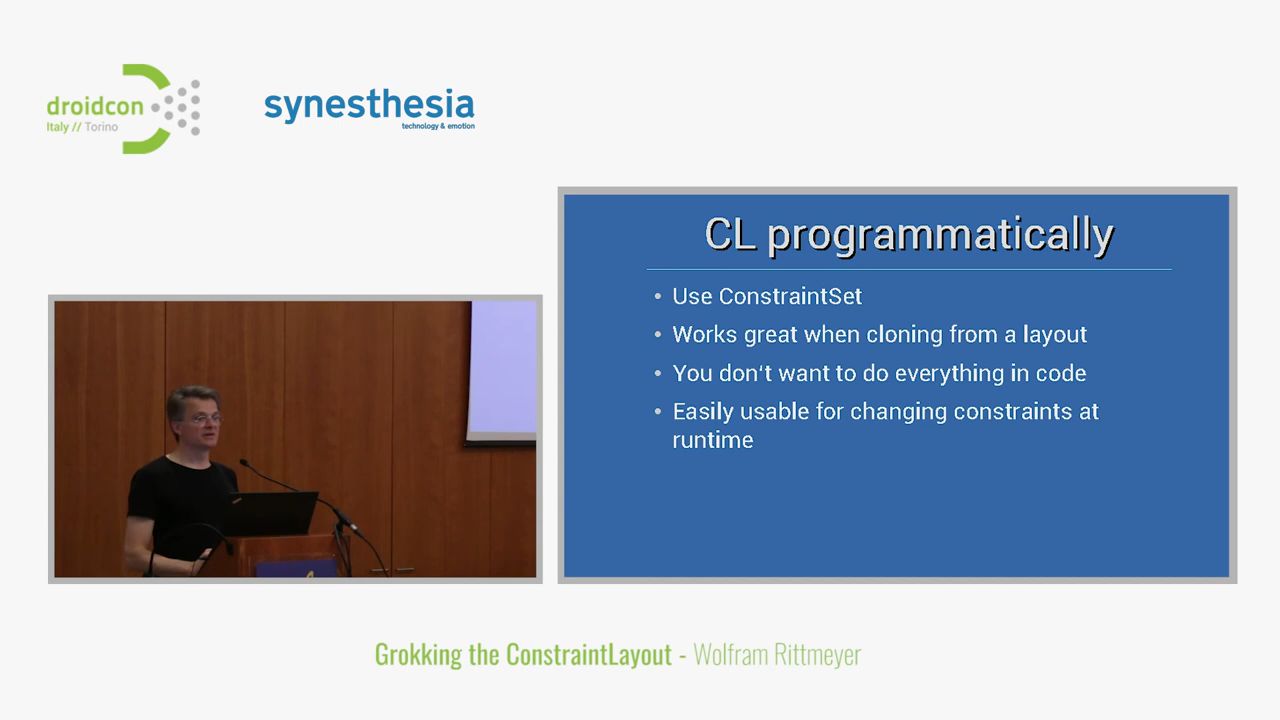 droidcon
Italy // Torino
synesthesia
technology & emotion
CL programmatically
• Use ConstraintSet
• Works great when cloning from a layout
• You don‘t want to do everything in code
• Easily usable for changing constraints at
runtime
Grokking the ConstraintLayout - Wolfram Rittmeyer